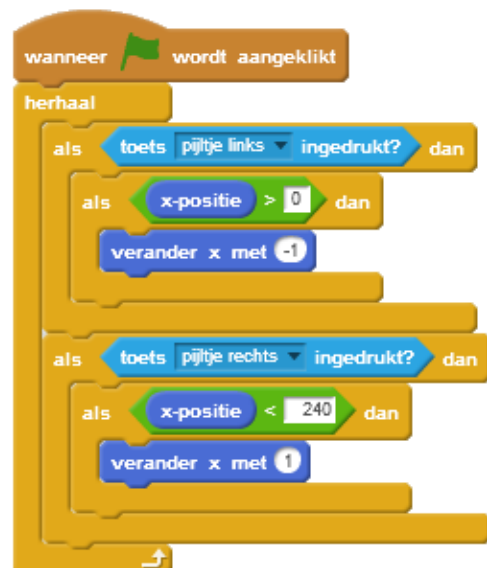 wanneer wordt aangeklikt
herhaal
als toets pijltje links ingedrukt? dan
als x-positie > 0 dan
verander x met -1
als toets pijltje rechts ingedrukt? dan
als x-positie < 240 dan
verander x met 1